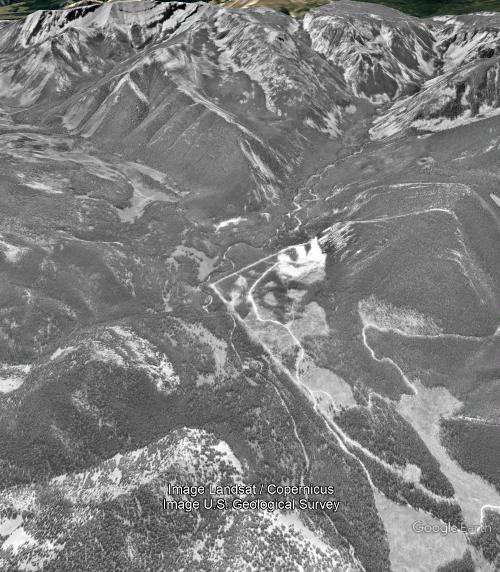 Image Landsat / Copernicus
Image U.S. Geological Survey
Google Earth